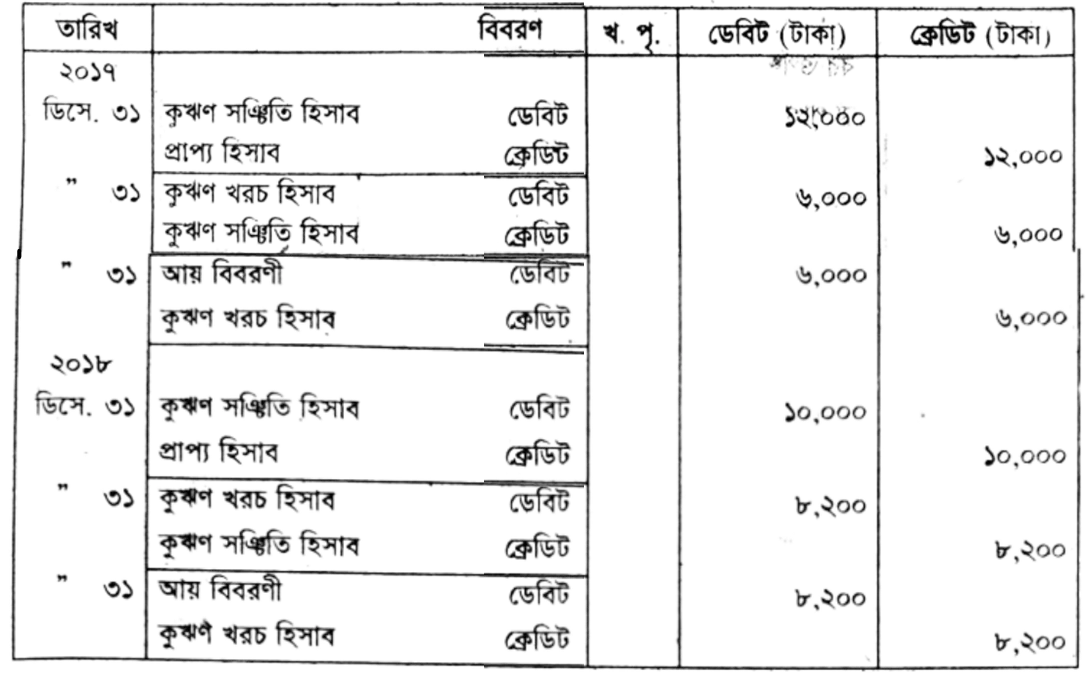 তারিখ বিবরণ খ. পৃ. ডেবিট (টাকা) ক্রেডিট (টাকা)
২০১৭
ডিসে. ৩১ কুঋণ সঞ্চিতি হিসাব ডেবিট ১২,০০০
প্রাপ্য হিসাব ক্রেডিট ১২,০০০
” ৩১ কুঋণ খরচ হিসাব ডেবিট ৬,০০০
কুঋণ সঞ্চিতি হিসাব ক্রেডিট ৬,০০০
” ৩১ আয় বিবরণী ডেবিট ৬,০০০
কুঋণ খরচ হিসাব ক্রেডিট ৬,০০০
২০১৮
ডিসে. ৩১ কুঋণ সঞ্চিতি হিসাব ডেবিট ১০,০০০
প্রাপ্য হিসাব ক্রেডিট ১০,০০০
” ৩১ কুঋণ খরচ হিসাব ডেবিট ৮,২০০
কুঋণ সঞ্চিতি হিসাব ক্রেডিট ৮,২০০
” ৩১ আয় বিবরণী ডেবিট ৮,২০০
কুঋণ খরচ হিসাব ক্রেডিট ৮,২০০